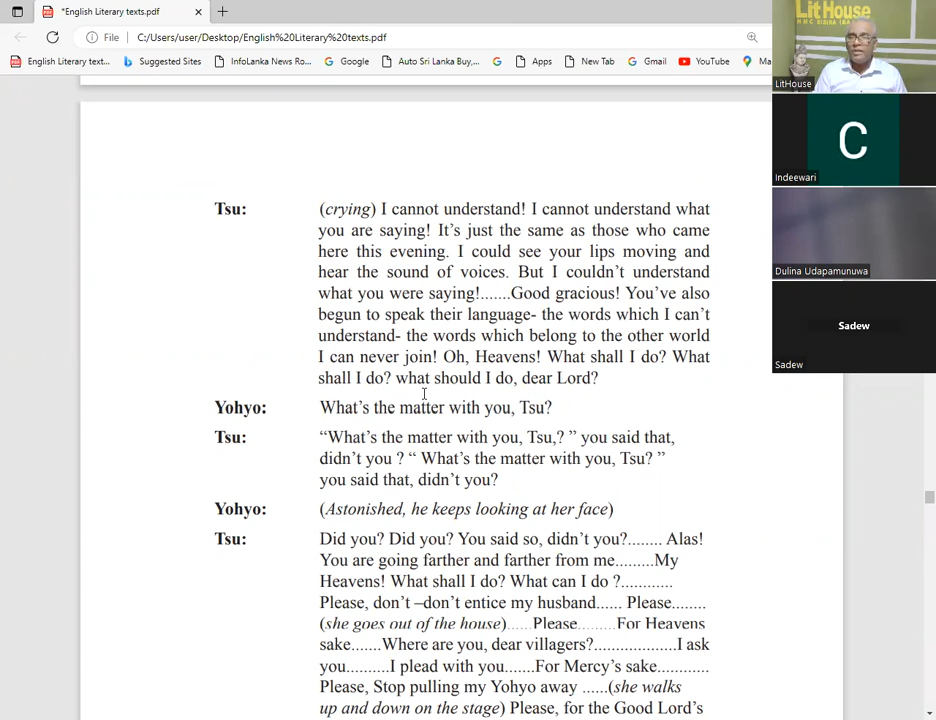 *English Literary texts.pdf
File
C:/Users/user/Desktop/English%20Literary%20texts.pdf
English Literary text...
Suggested Sites
InfoLanka News Ro...
Google
Auto Sri Lanka Buy,...
Apps
New Tab
Gmail
YouTube
Maps
LitHouse
LitHouse
C
Indeewari
Dulina Udapamunuwa
Sadew
Sadew
Tsu: (crying) I cannot understand! I cannot understand what
you are saying! It's just the same as those who came
here this evening. I could see your lips moving and
hear the sound of voices. But I couldn't understand
what you were saying!.......Good gracious! You've also
begun to speak their language- the words which I can't
understand- the words which belong to the other world
I can never join! Oh, Heavens! What shall I do? What
shall I do? what should I do, dear Lord?
Yohyo: What's the matter with you, Tsu?
Tsu: “What's the matter with you, Tsu,? ” you said that,
didn't you ? “ What's the matter with you, Tsu? ”
you said that, didn't you?
Yohyo: (Astonished, he keeps looking at her face)
Tsu: Did you? Did you? You said so, didn't you?........ Alas!
You are going farther and farther from me.........My
Heavens! What shall I do? What can I do ?............
Please, don't –don't entice my husband...... Please........
(she goes out of the house)......Please.........For Heavens
sake.......Where are you, dear villagers?...................I ask
you..........I plead with you.......For Mercy's sake............
Please, Stop pulling my Yohyo away ......(she walks
up and down on the stage) Please, for the Good Lord's